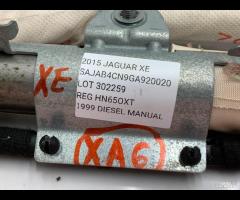 2015 JAGUAR XE
SAJAB4CN9GA920020
LOT 302259
REG HN65OXT
1999 DIESEL MANUAL
XE
XA6